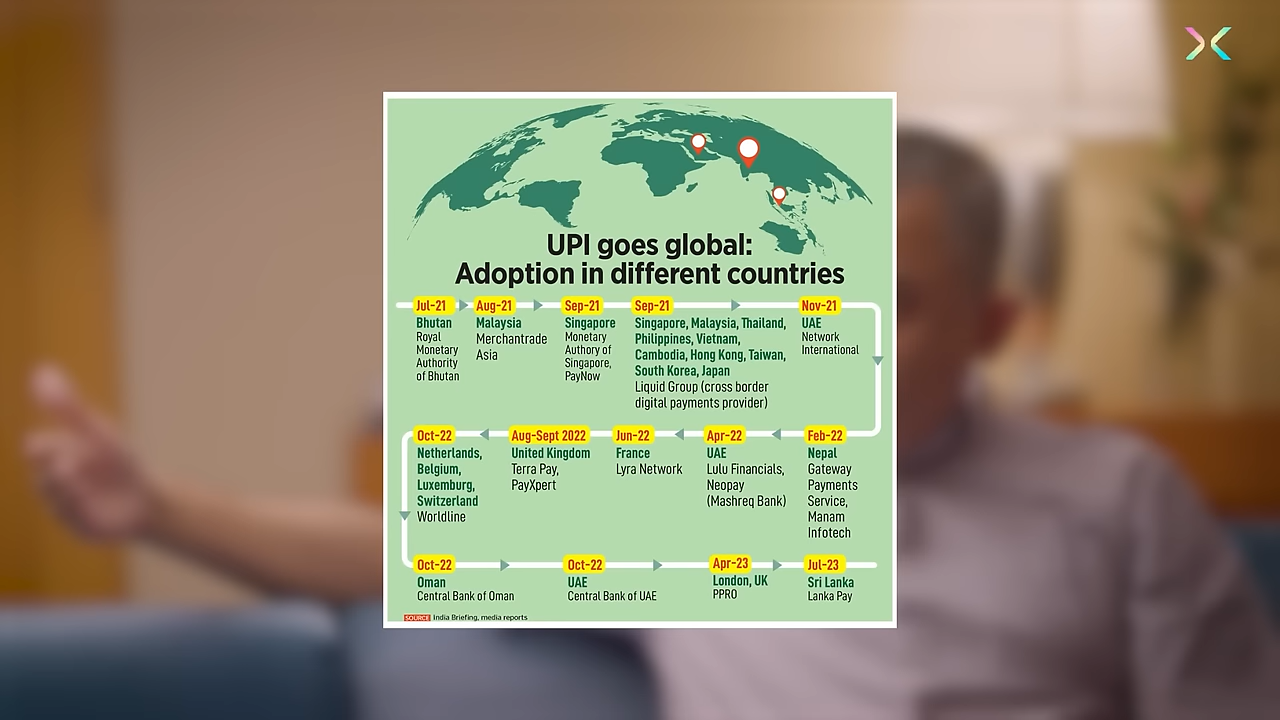 UPI goes global:
Adoption in different countries
Jul-21
Bhutan
Royal
Monetary
Authority
of Bhutan
Aug-21
Malaysia
Merchantrade
Asia
Sep-21
Singapore
Monetary
Authory of
Singapore,
PayNow
Sep-21
Singapore, Malaysia, Thailand,
Philippines, Vietnam,
Cambodia, Hong Kong, Taiwan,
South Korea, Japan
Liquid Group (cross border
digital payments provider)
Nov-21
UAE
Network
International
Feb-22
Nepal
Gateway
Payments
Service,
Manam
Infotech
Apr-22
UAE
Lulu Financials,
Neopay
(Mashreq Bank)
Jun-22
France
Lyra Network
Aug-Sept 2022
United Kingdom
Terra Pay,
PayXpert
Oct-22
Netherlands,
Belgium,
Luxemburg,
Switzerland
Worldline
Oct-22
Oman
Central Bank of Oman
Oct-22
UAE
Central Bank of UAE
Apr-23
London, UK
PPRO
Jul-23
Sri Lanka
Lanka Pay
SOURCE India Briefing, media reports